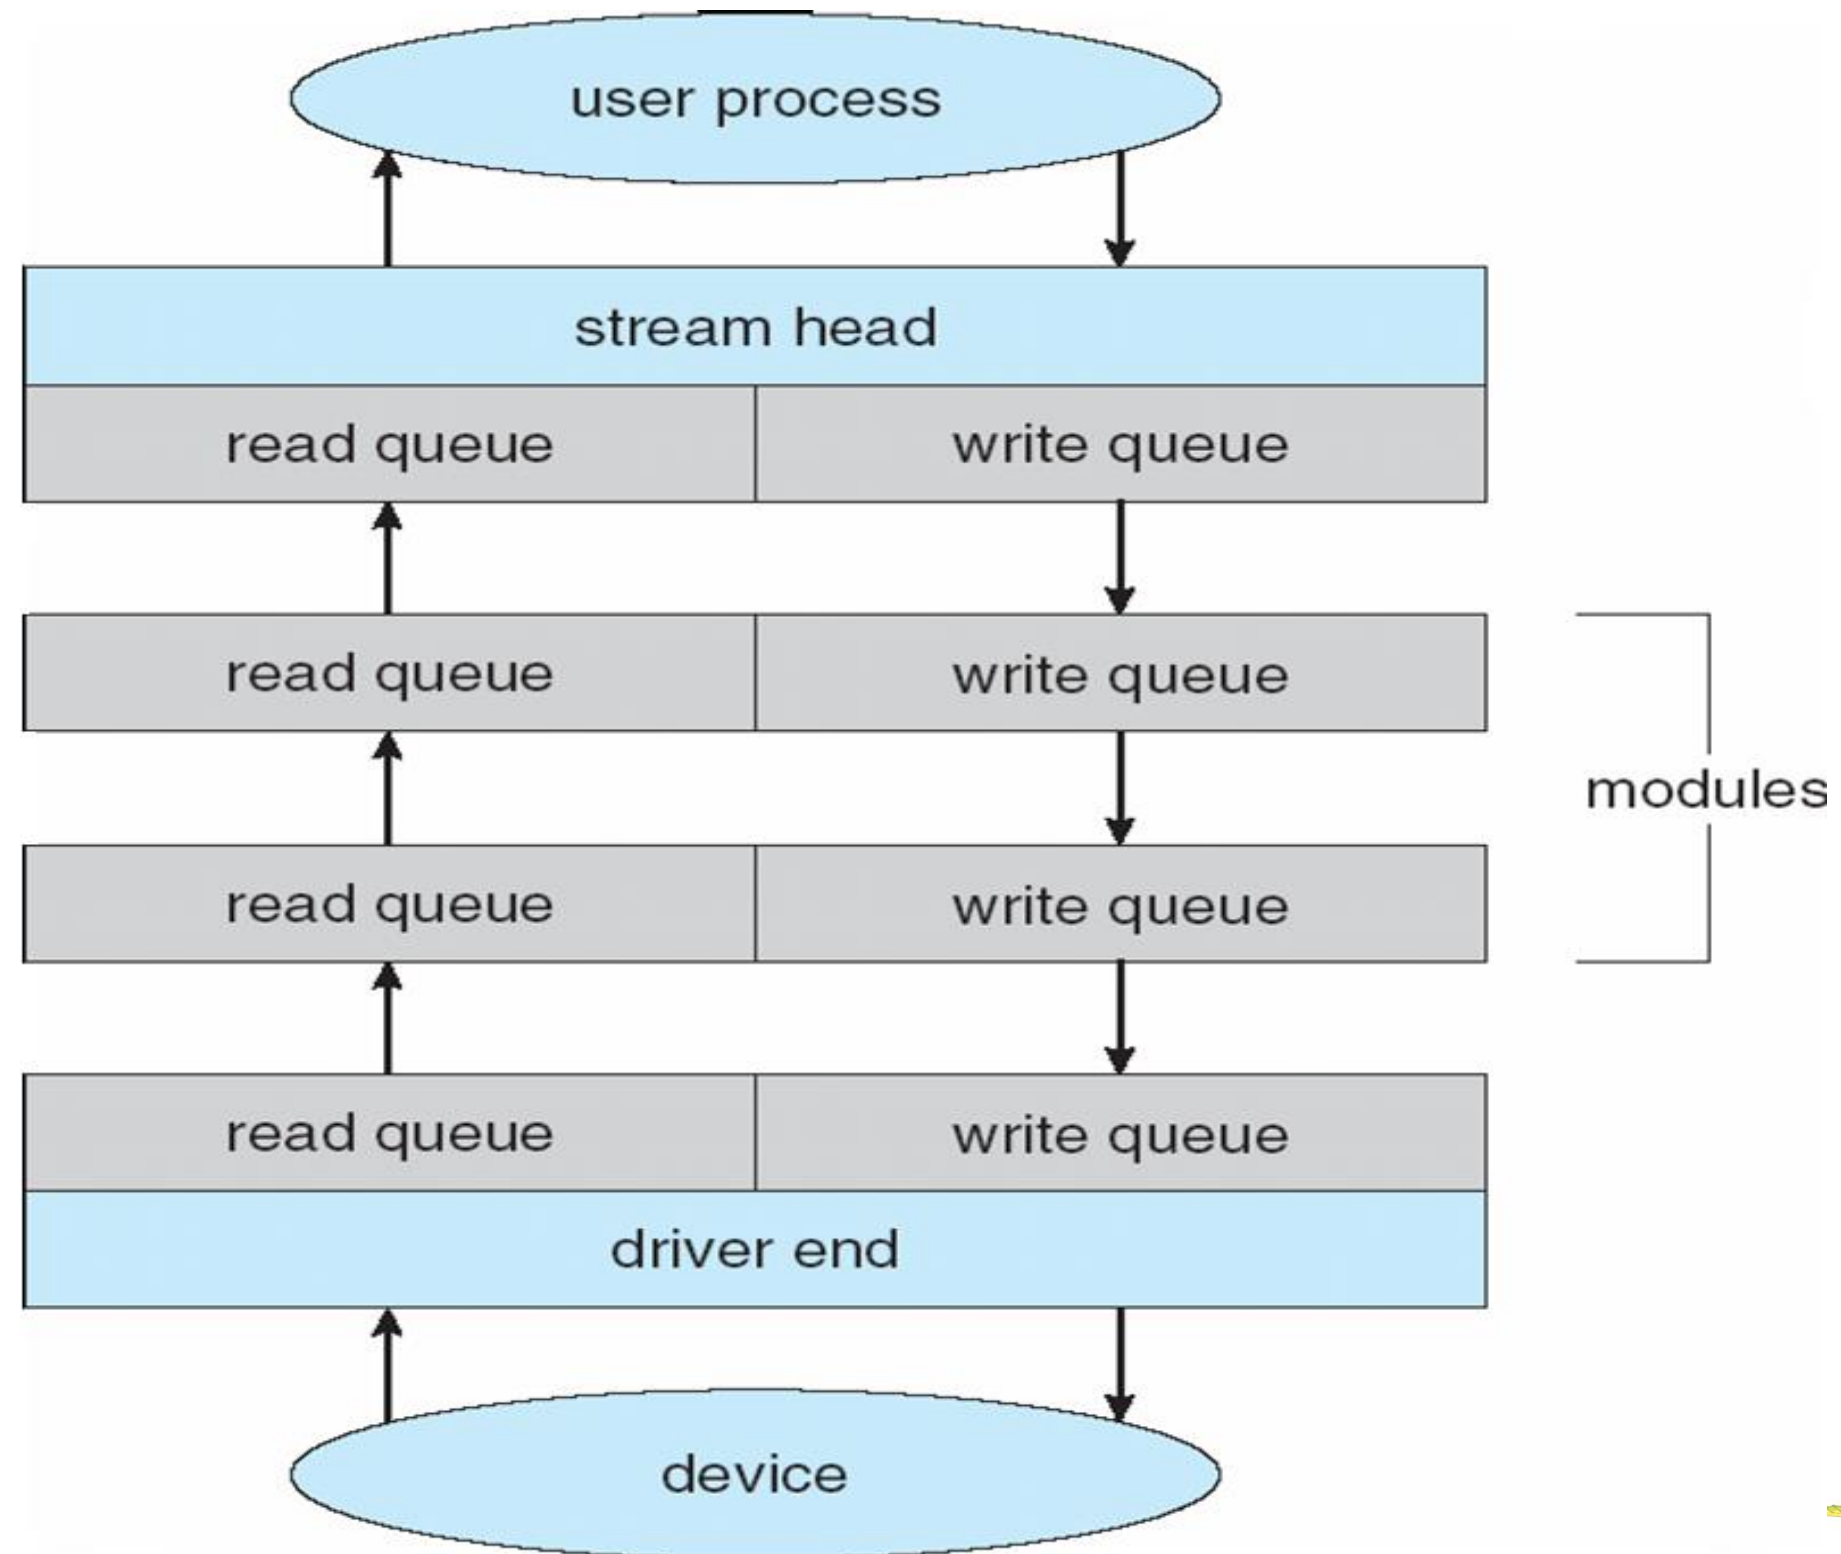 user process
stream head
read queue write queue
read queue write queue
modules
read queue write queue
read queue write queue
driver end
device